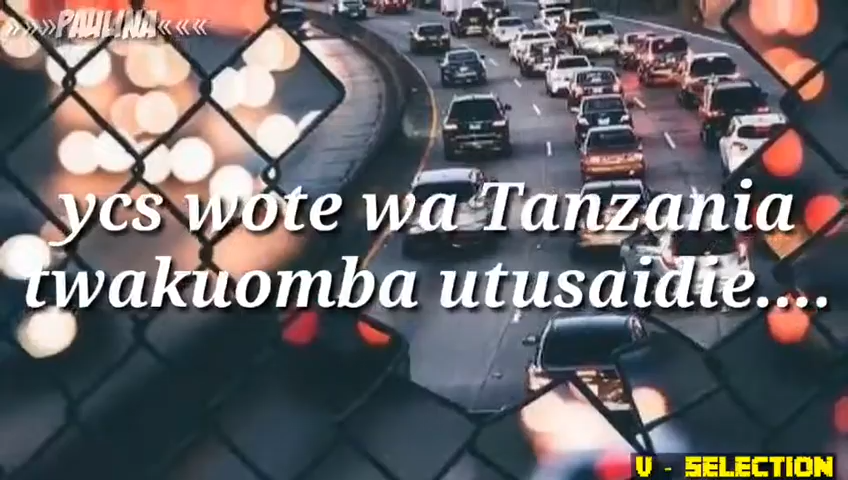 »»»PAULINA«««
ycs wote wa Tanzania
twakuomba utusaidie....
V - SELECTION